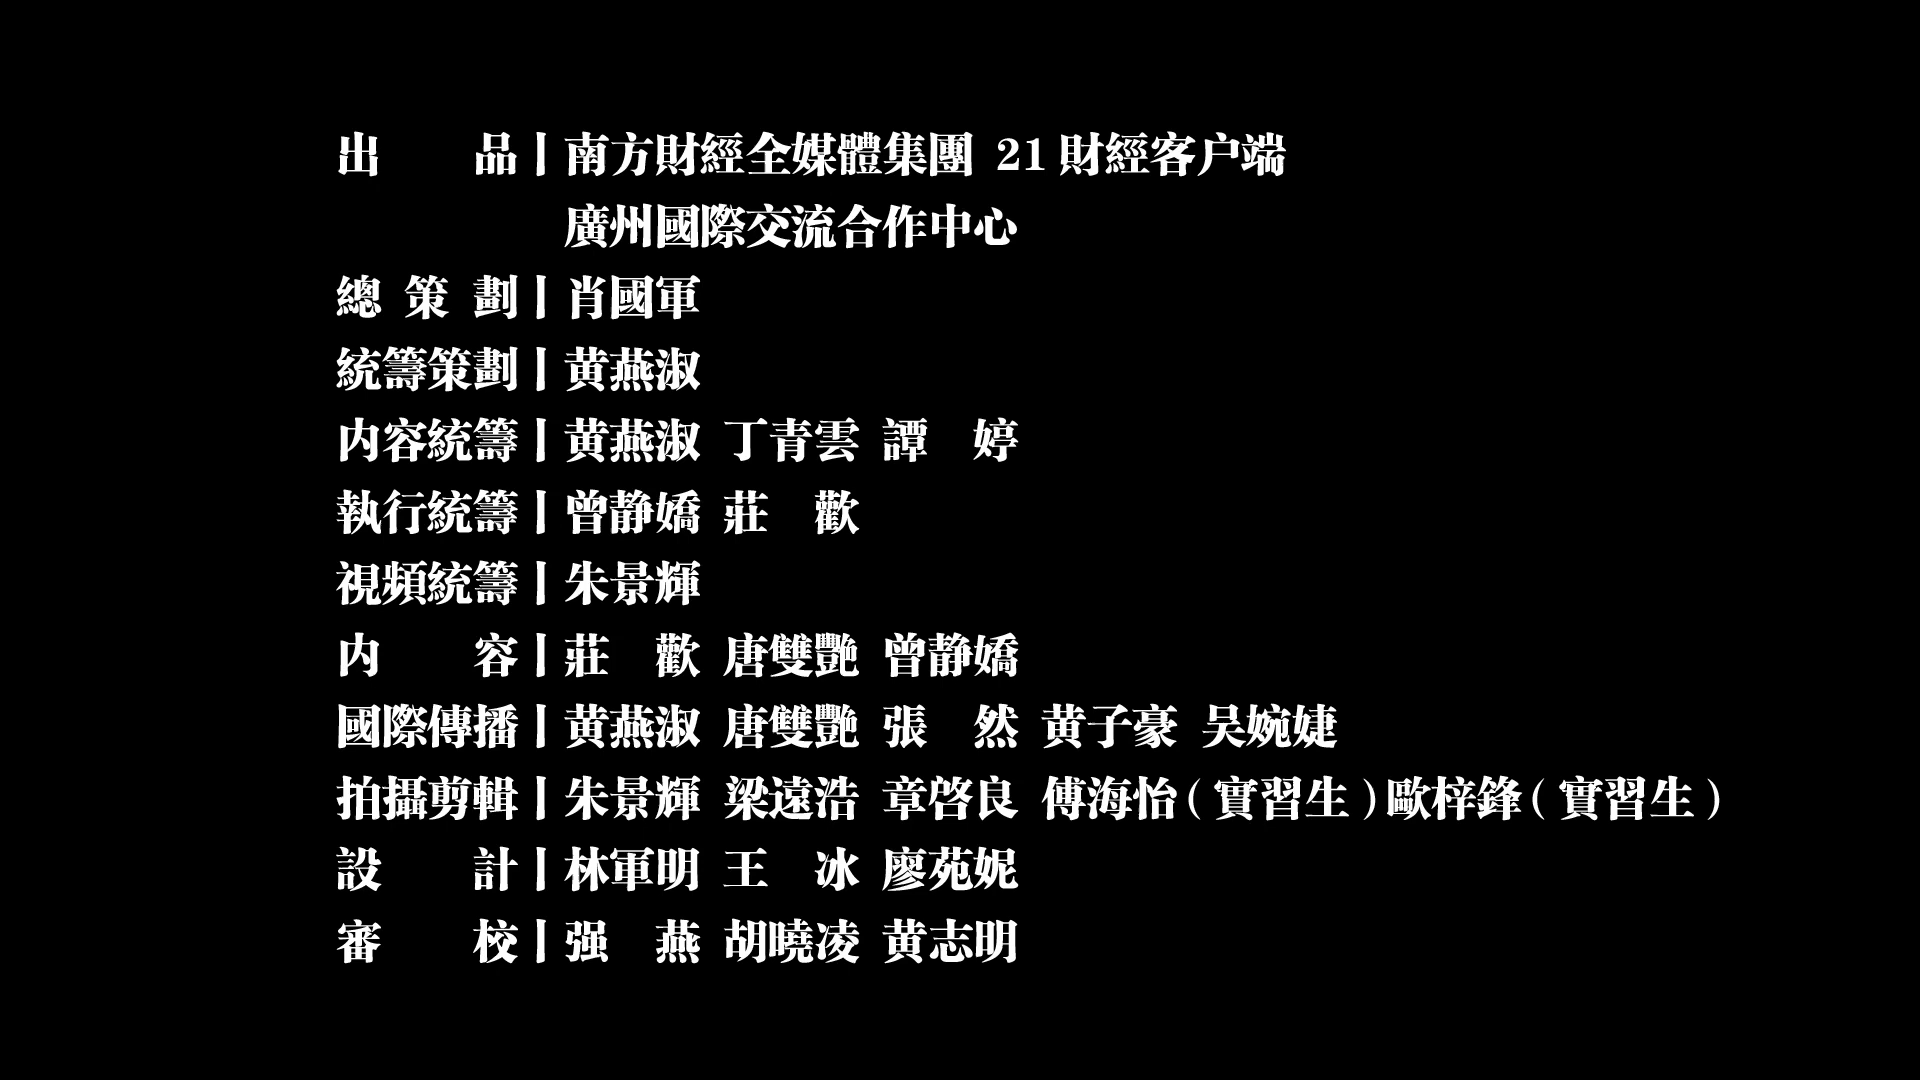 出　　品丨南方財經全媒體集團 21財經客户端
廣州國際交流合作中心
總 策 劃丨肖國軍
統籌策劃丨黄燕淑
内容統籌丨黄燕淑 丁青雲 譚　婷
執行統籌丨曾静嬌 莊　歡
視頻統籌丨朱景輝
内　　容丨莊　歡 唐雙艷 曾静嬌
國際傳播丨黄燕淑 唐雙艷 張　然 黄子豪 吴婉婕
拍攝剪輯丨朱景輝 梁遠浩 章啓良 傅海怡(實習生)歐梓鋒(實習生)
設　　計丨林軍明 王　冰 廖苑妮
審　　校丨强　燕 胡曉凌 黄志明